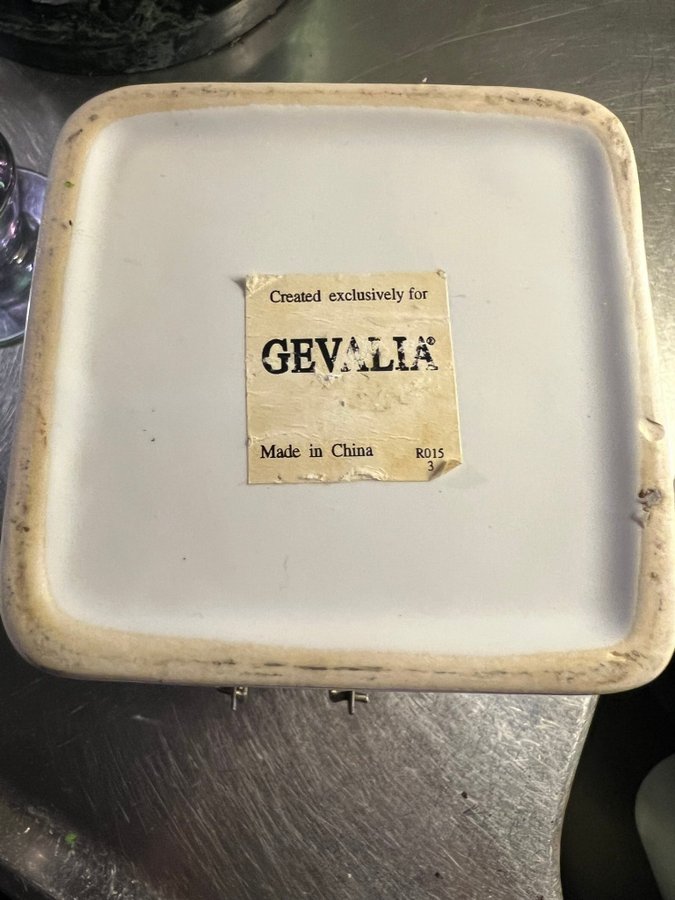 Created exclusively for
GEVALIA®
Made in China R015
3